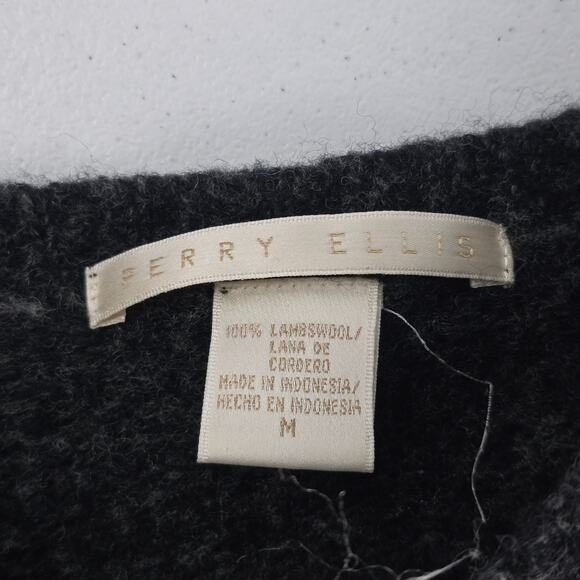 PERRY ELLIS
100% LAMBSWOOL/
LANA DE
CORDERO
MADE IN INDONESIA/
HECHO EN INDONESIA
M